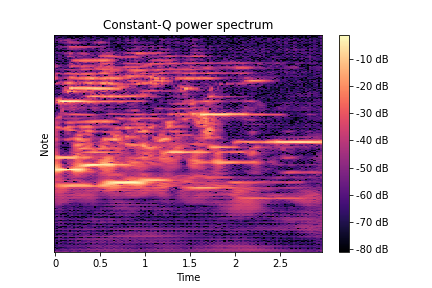 Constant-Q power spectrum
Note
0
0.5
1
1.5
2
2.5
Time
-10 dB
-20 dB
-30 dB
-40 dB
-50 dB
-60 dB
-70 dB
-80 dB